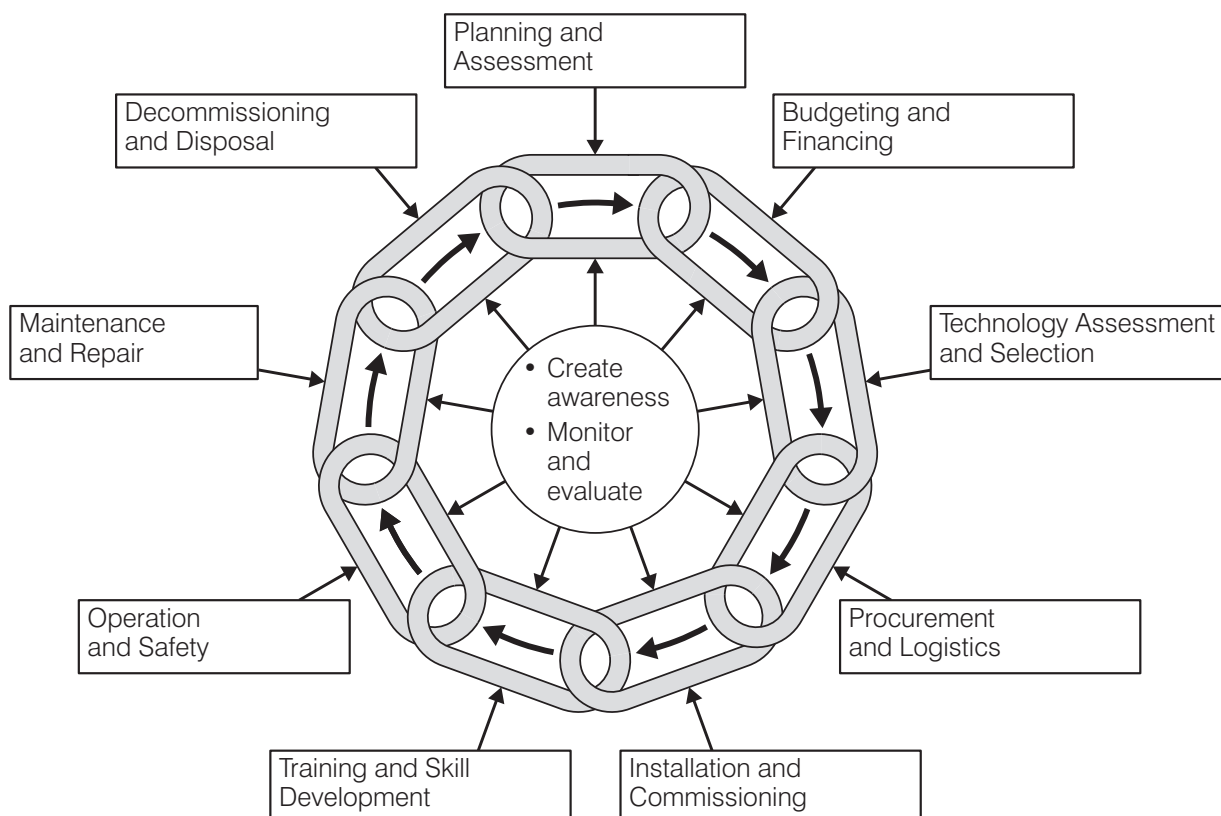 Planning and
Assessment
Decommissioning
and Disposal
Budgeting and
Financing
Maintenance
and Repair
• Create
awareness
• Monitor
and
evaluate
Technology Assessment
and Selection
Operation
and Safety
Procurement
and Logistics
Training and Skill
Development
Installation and
Commissioning